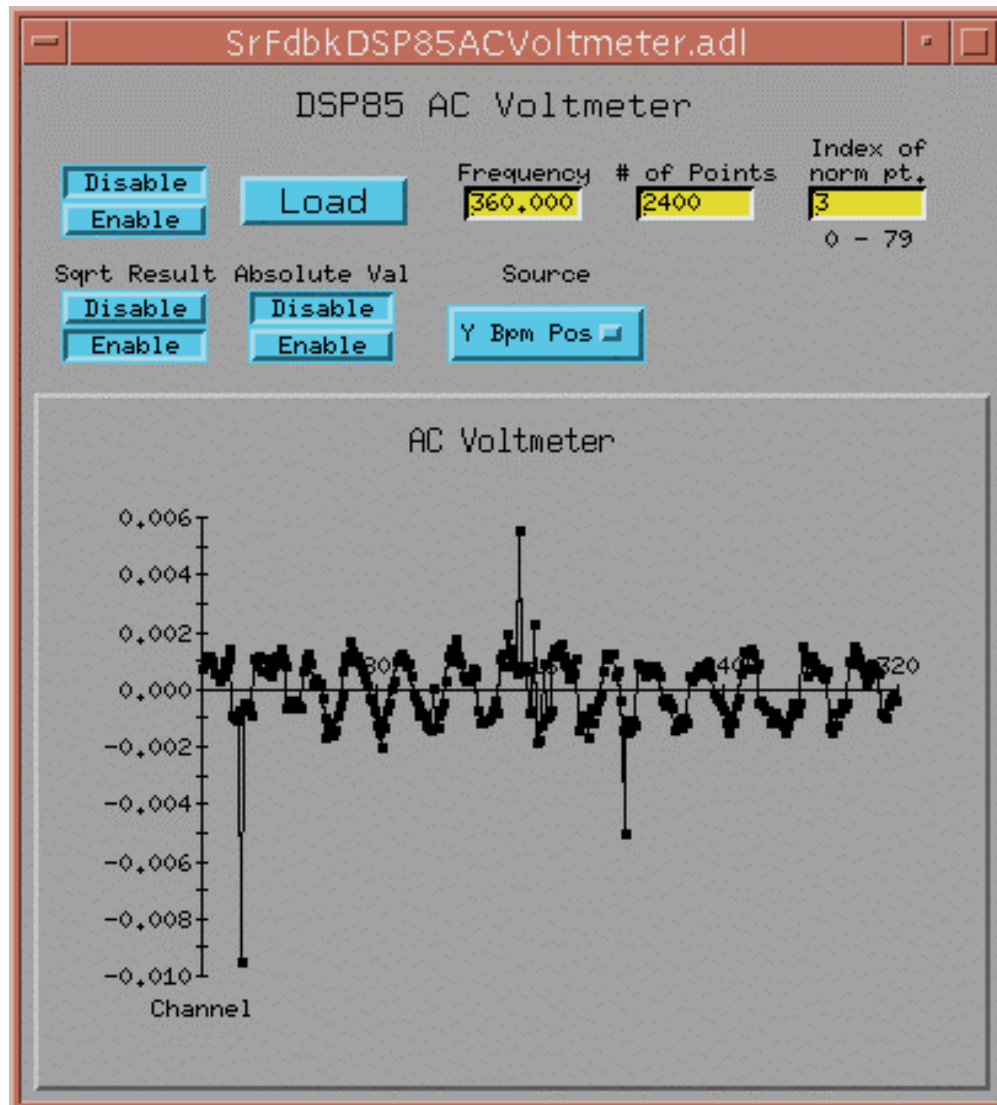 SrFdbkDSP85ACVoltmeter.adl
DSP85 AC Voltmeter
Disable
Enable
Load
Frequency
360.000
# of Points
2400
Index of
norm pt.
3
0 - 79
Sqrt Result
Disable
Enable
Absolute Val
Disable
Enable
Source
Y Bpm Pos
AC Voltmeter
0.006
0.004
0.002
0.000
-0.002
-0.004
-0.006
-0.008
-0.010
320
Channel